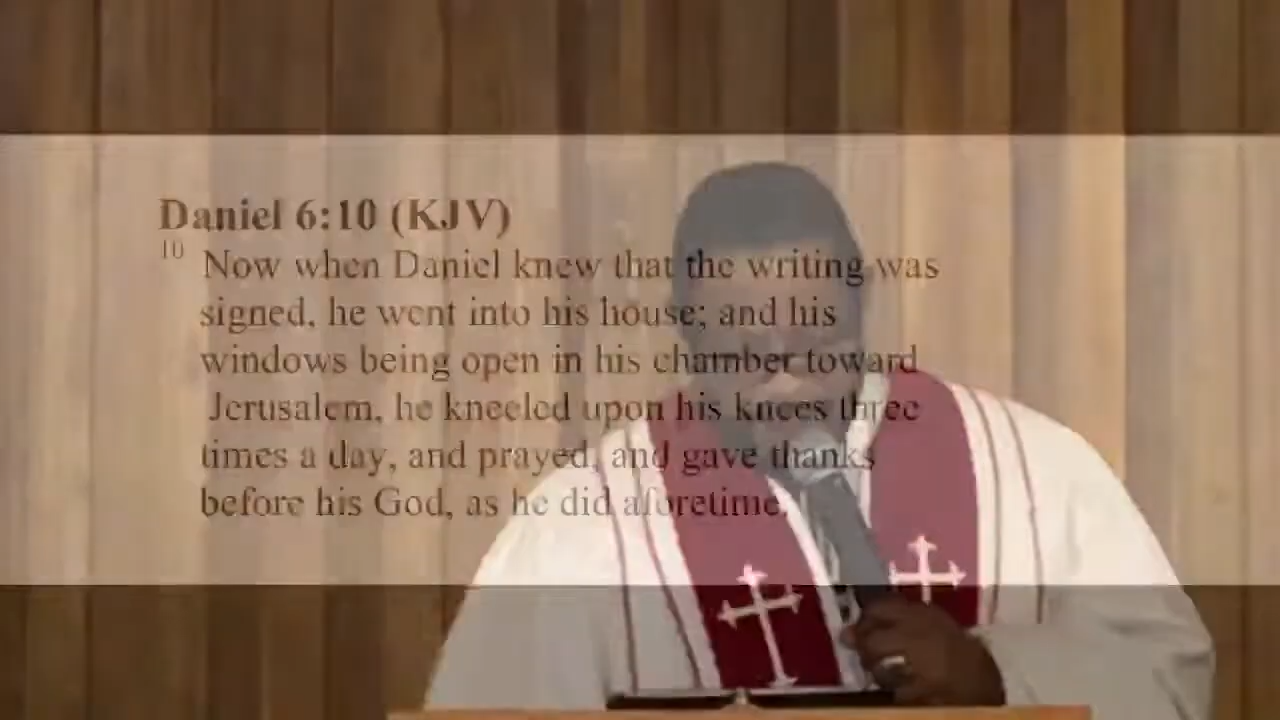 Daniel 6:10 (KJV)
10 Now when Daniel knew that the writing was
signed, he went into his house; and his
windows being open in his chamber toward
Jerusalem, he kneeled upon his knees three
times a day, and prayed, and gave thanks
before his God, as he did aforetime.